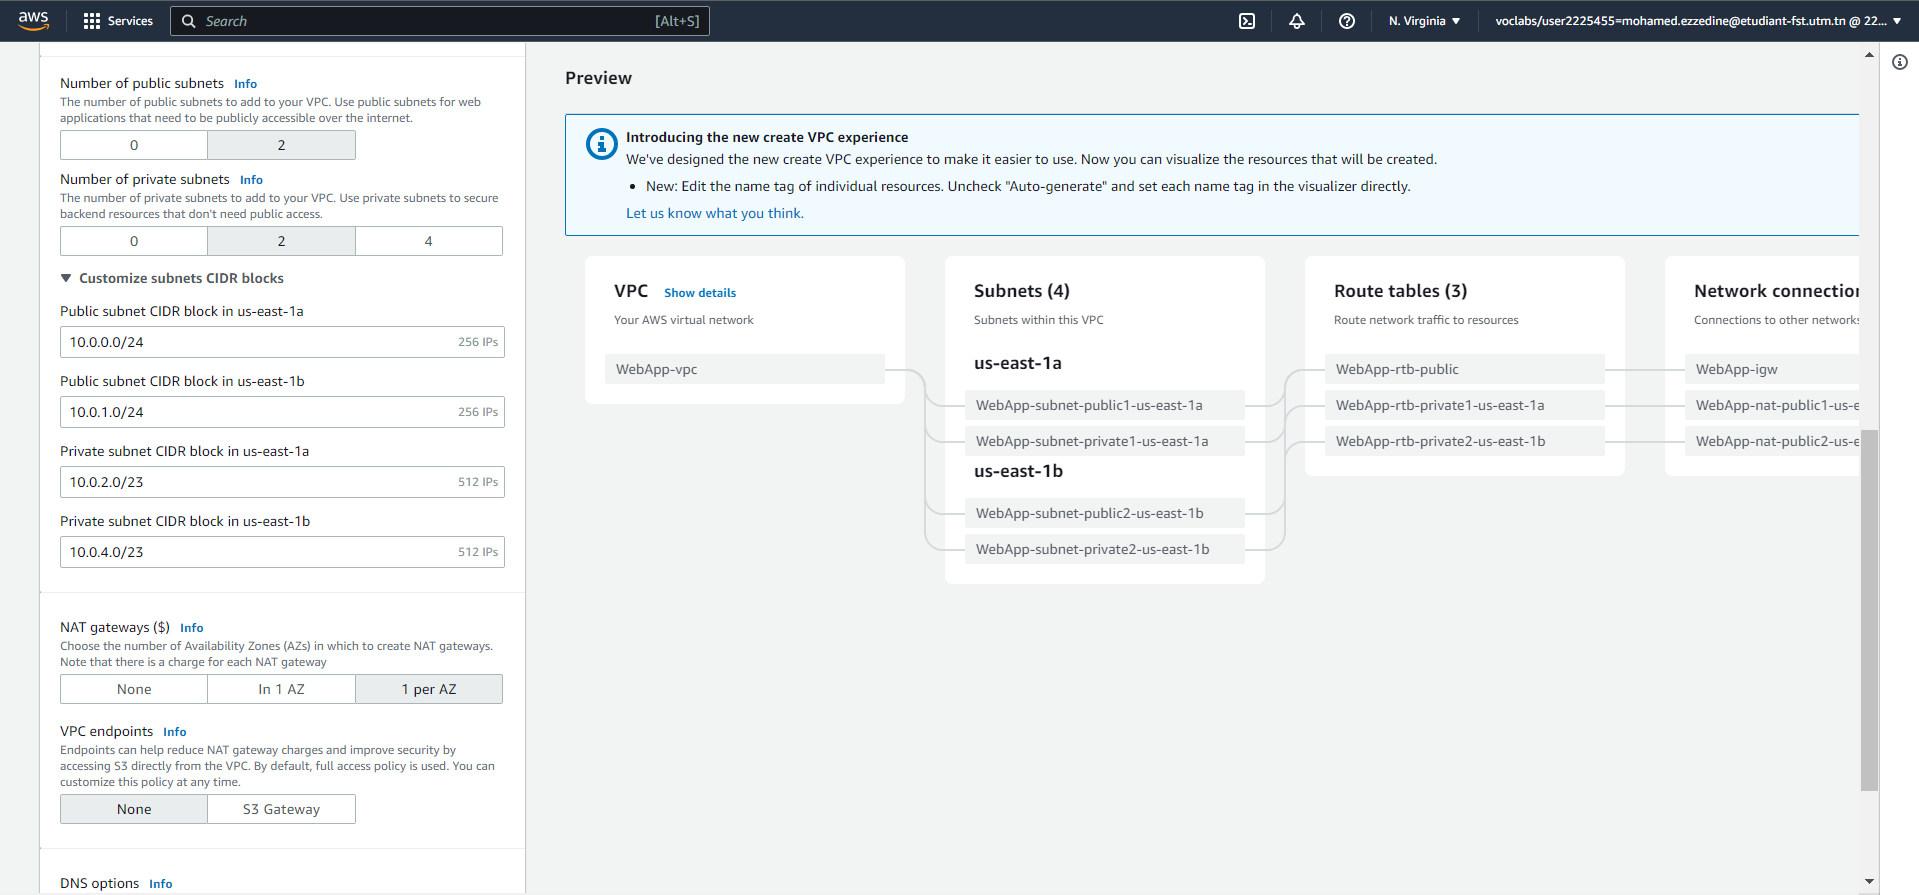 aws
Services
Search
[Alt+S]
N. Virginia
voclabs/user2225455=mohamed.ezzedine@etudiant-fst.utm.tn @ 22...
Number of public subnets Info
The number of public subnets to add to your VPC. Use public subnets for web
applications that need to be publicly accessible over the internet.
0
2
Number of private subnets Info
The number of private subnets to add to your VPC. Use private subnets to secure
backend resources that don't need public access.
0
2
4
Customize subnets CIDR blocks
Public subnet CIDR block in us-east-1a
10.0.0.0/24
256 IPs
Public subnet CIDR block in us-east-1b
10.0.1.0/24
256 IPs
Private subnet CIDR block in us-east-1a
10.0.2.0/23
512 IPs
Private subnet CIDR block in us-east-1b
10.0.4.0/23
512 IPs
NAT gateways ($) Info
Choose the number of Availability Zones (AZs) in which to create NAT gateways.
Note that there is a charge for each NAT gateway
None
In 1 AZ
1 per AZ
VPC endpoints Info
Endpoints can help reduce NAT gateway charges and improve security by
accessing S3 directly from the VPC. By default, full access policy is used. You can
customize this policy at any time.
None
S3 Gateway
DNS options Info
Preview
Introducing the new create VPC experience
We've designed the new create VPC experience to make it easier to use. Now you can visualize the resources that will be created.
• New: Edit the name tag of individual resources. Uncheck "Auto-generate" and set each name tag in the visualizer directly.
Let us know what you think.
VPC Show details
Your AWS virtual network
WebApp-vpc
Subnets (4)
Subnets within this VPC
us-east-1a
WebApp-subnet-public1-us-east-1a
WebApp-subnet-private1-us-east-1a
us-east-1b
WebApp-subnet-public2-us-east-1b
WebApp-subnet-private2-us-east-1b
Route tables (3)
Route network traffic to resources
WebApp-rtb-public
WebApp-rtb-private1-us-east-1a
WebApp-rtb-private2-us-east-1b
Network connection
Connections to other networks
WebApp-igw
WebApp-nat-public1-us-e
WebApp-nat-public2-us-e